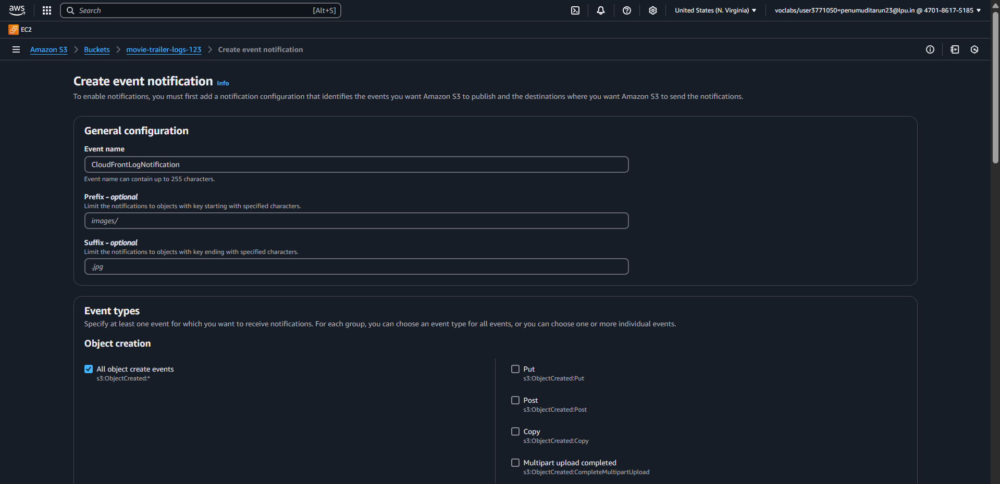 aws
Search [Alt+S]
United States (N. Virginia) ▼
voclabs/user3771050=penumuditarun23@lpu.in @ 4701-8617-5185 ▼
EC2
Amazon S3 > Buckets > movie-trailer-logs-123 > Create event notification
Create event notification Info
To enable notifications, you must first add a notification configuration that identifies the events you want Amazon S3 to publish and the destinations where you want Amazon S3 to send the notifications.
General configuration
Event name
CloudFrontLogNotification
Event name can contain up to 255 characters.
Prefix - optional
Limit the notifications to objects with key starting with specified characters.
images/
Suffix - optional
Limit the notifications to objects with key ending with specified characters.
.jpg
Event types
Specify at least one event for which you want to receive notifications. For each group, you can choose an event type for all events, or you can choose one or more individual events.
Object creation
All object create events
s3:ObjectCreated:*
Put
s3:ObjectCreated:Put
Post
s3:ObjectCreated:Post
Copy
s3:ObjectCreated:Copy
Multipart upload completed
s3:ObjectCreated:CompleteMultipartUpload